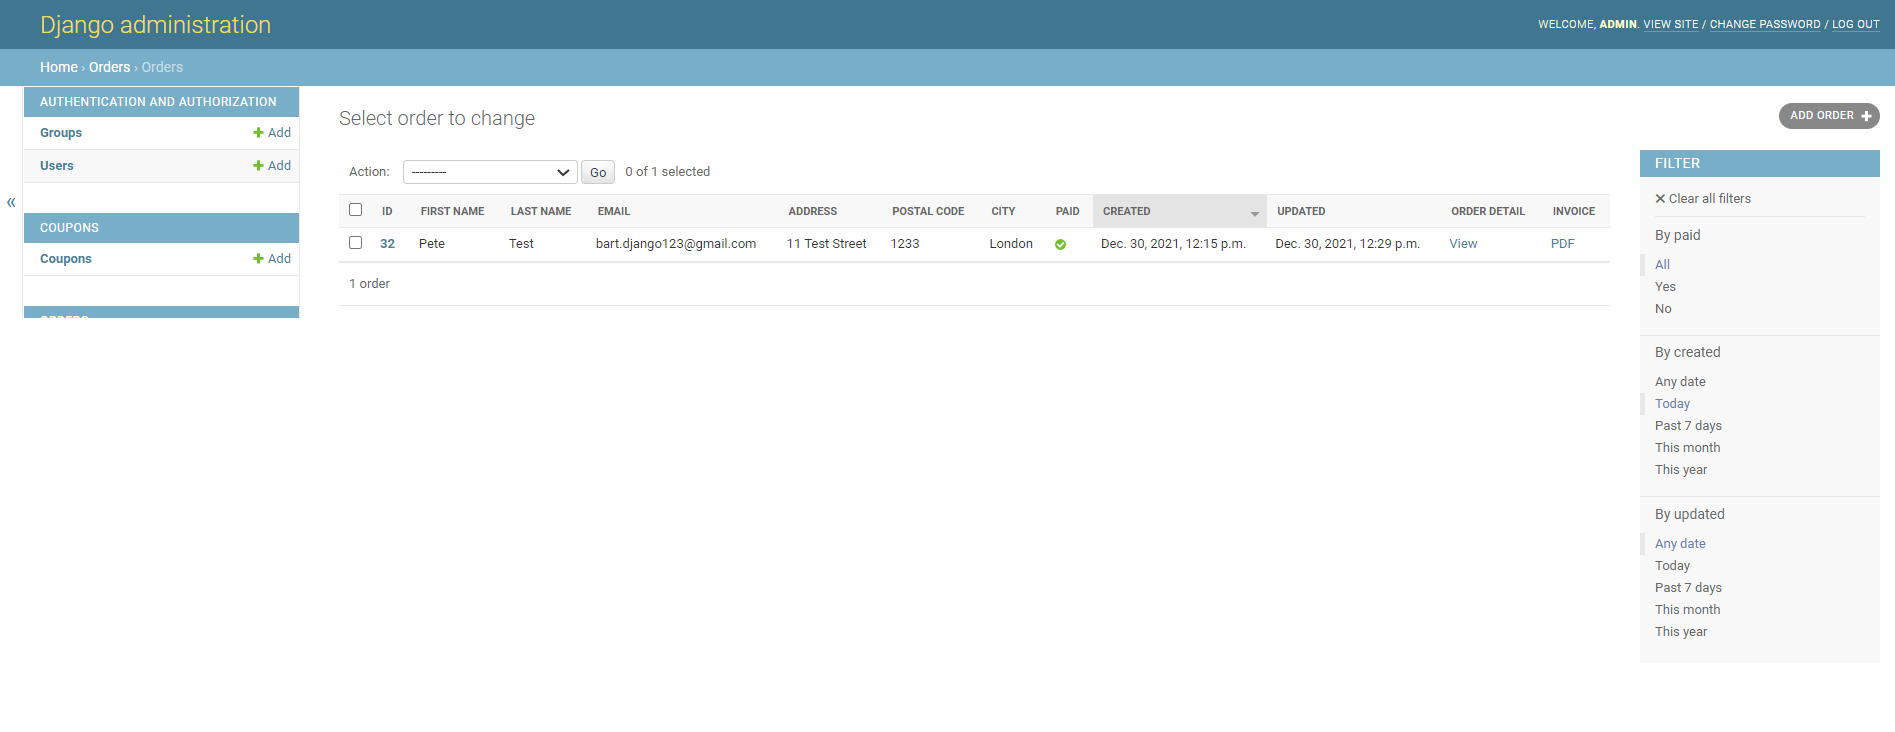 Django administration
WELCOME, ADMIN. VIEW SITE / CHANGE PASSWORD / LOG OUT
Home › Orders › Orders
AUTHENTICATION AND AUTHORIZATION
Groups + Add
Users + Add
«
COUPONS
Coupons + Add
ORDERS
Select order to change
ADD ORDER +
Action: --------- Go 0 of 1 selected
ID FIRST NAME LAST NAME EMAIL ADDRESS POSTAL CODE CITY PAID CREATED UPDATED ORDER DETAIL INVOICE
32 Pete Test bart.django123@gmail.com 11 Test Street 1233 London Dec. 30, 2021, 12:15 p.m. Dec. 30, 2021, 12:29 p.m. View PDF
1 order
FILTER
✕ Clear all filters
By paid
All
Yes
No
By created
Any date
Today
Past 7 days
This month
This year
By updated
Any date
Today
Past 7 days
This month
This year